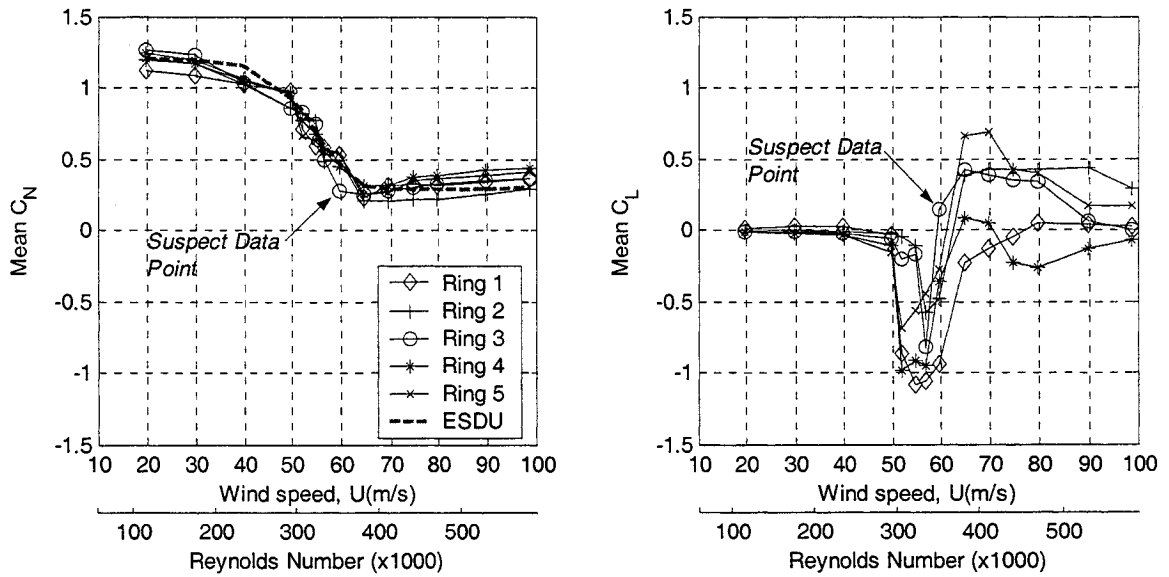 1.5
1
0.5
0
-0.5
-1
-1.5
Mean C_N
Suspect Data
Point
Ring 1
Ring 2
Ring 3
Ring 4
Ring 5
ESDU
10 20 30 40 50 60 70 80 90 100
Wind speed, U(m/s)
100 200 300 400 500
Reynolds Number (x1000)
1.5
1
0.5
0
-0.5
-1
-1.5
Mean C_L
Suspect Data
Point
10 20 30 40 50 60 70 80 90 100
Wind speed, U(m/s)
100 200 300 400 500
Reynolds Number (x1000)